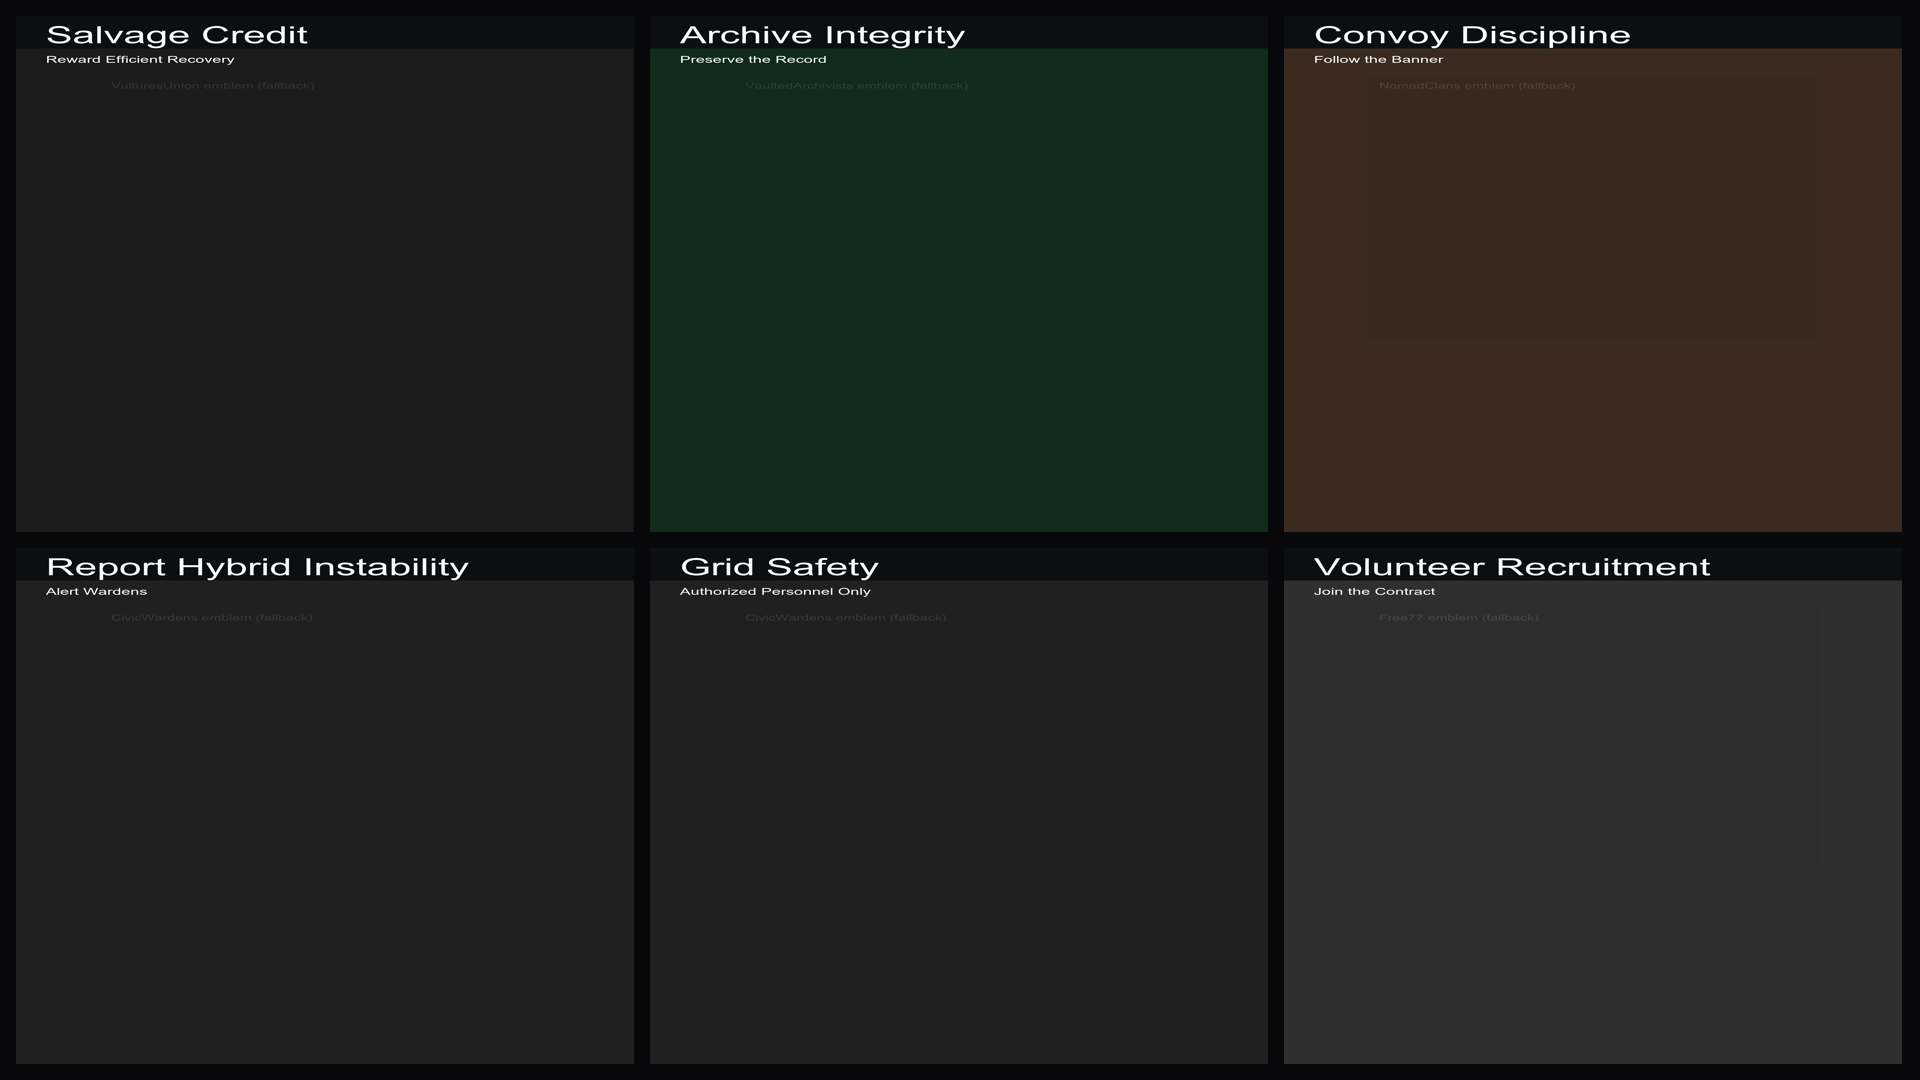 Salvage Credit
Reward Efficient Recovery
VulturesUnion emblem (fallback)
Archive Integrity
Preserve the Record
VaultedArchivists emblem (fallback)
Convoy Discipline
Follow the Banner
NomadClans emblem (fallback)
Report Hybrid Instability
Alert Wardens
CivicWardens emblem (fallback)
Grid Safety
Authorized Personnel Only
CivicWardens emblem (fallback)
Volunteer Recruitment
Join the Contract
Free77 emblem (fallback)